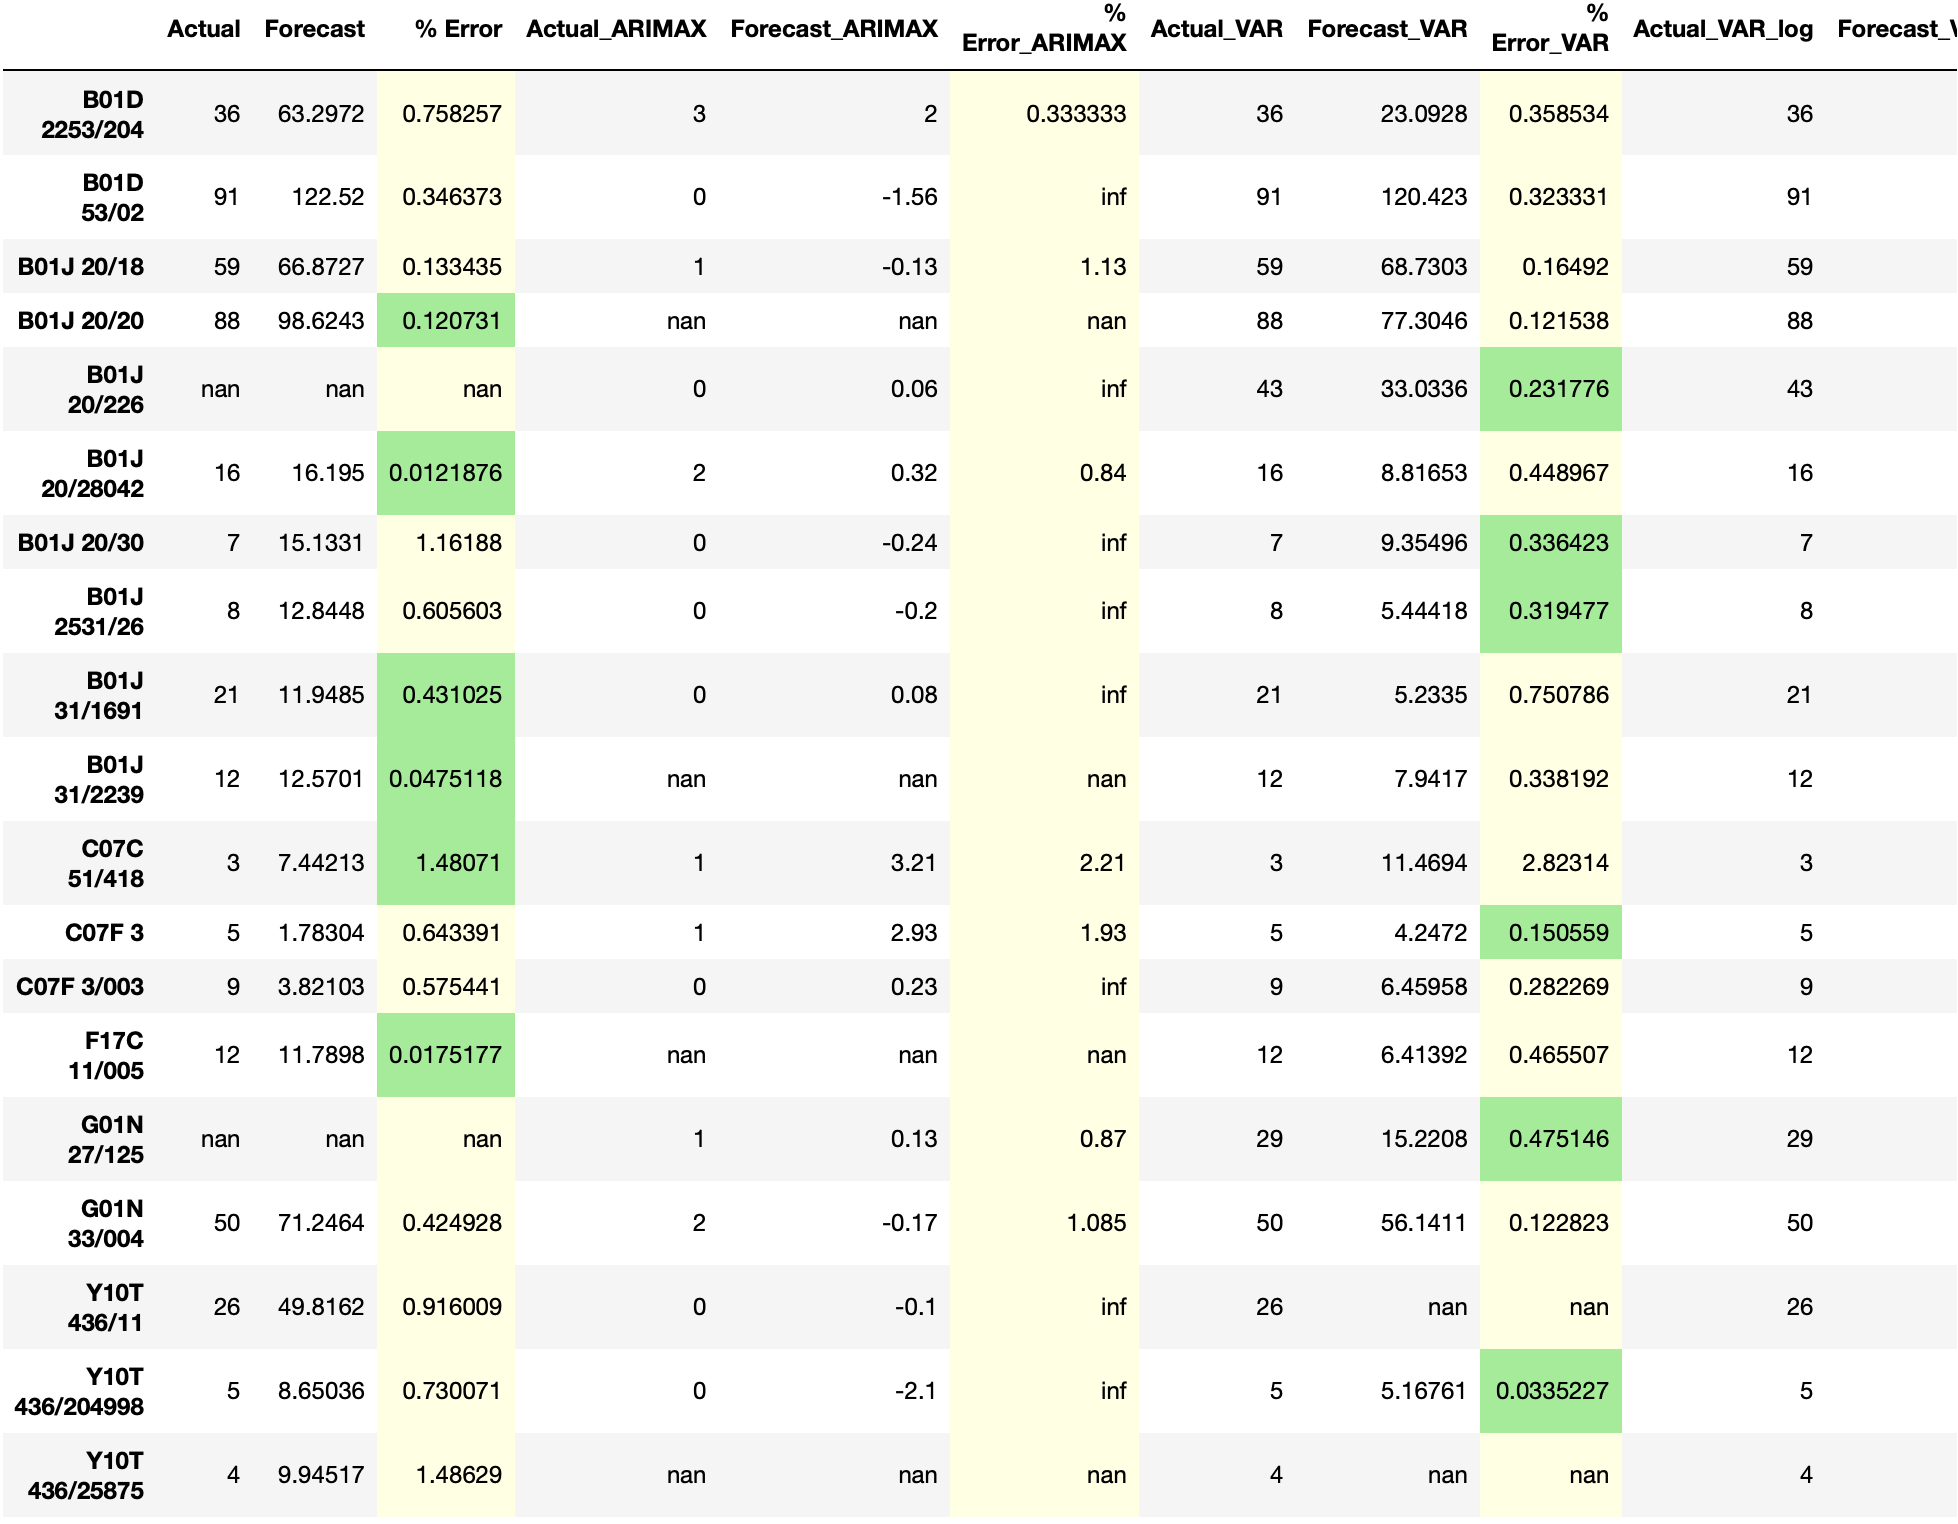 Actual Forecast % Error Actual_ARIMAX Forecast_ARIMAX % Error_ARIMAX Actual_VAR Forecast_VAR % Error_VAR Actual_VAR_log Forecast_V
B01D 2253/204 36 63.2972 0.758257 3 2 0.333333 36 23.0928 0.358534 36
B01D 53/02 91 122.52 0.346373 0 -1.56 inf 91 120.423 0.323331 91
B01J 20/18 59 66.8727 0.133435 1 -0.13 1.13 59 68.7303 0.16492 59
B01J 20/20 88 98.6243 0.120731 nan nan nan 88 77.3046 0.121538 88
B01J 20/226 nan nan nan 0 0.06 inf 43 33.0336 0.231776 43
B01J 20/28042 16 16.195 0.0121876 2 0.32 0.84 16 8.81653 0.448967 16
B01J 20/30 7 15.1331 1.16188 0 -0.24 inf 7 9.35496 0.336423 7
B01J 2531/26 8 12.8448 0.605603 0 -0.2 inf 8 5.44418 0.319477 8
B01J 31/1691 21 11.9485 0.431025 0 0.08 inf 21 5.2335 0.750786 21
B01J 31/2239 12 12.5701 0.0475118 nan nan nan 12 7.9417 0.338192 12
C07C 51/418 3 7.44213 1.48071 1 3.21 2.21 3 11.4694 2.82314 3
C07F 3 5 1.78304 0.643391 1 2.93 1.93 5 4.2472 0.150559 5
C07F 3/003 9 3.82103 0.575441 0 0.23 inf 9 6.45958 0.282269 9
F17C 11/005 12 11.7898 0.0175177 nan nan nan 12 6.41392 0.465507 12
G01N 27/125 nan nan nan 1 0.13 0.87 29 15.2208 0.475146 29
G01N 33/004 50 71.2464 0.424928 2 -0.17 1.085 50 56.1411 0.122823 50
Y10T 436/11 26 49.8162 0.916009 0 -0.1 inf 26 nan nan 26
Y10T 436/204998 5 8.65036 0.730071 0 -2.1 inf 5 5.16761 0.0335227 5
Y10T 436/25875 4 9.94517 1.48629 nan nan nan 4 nan nan 4